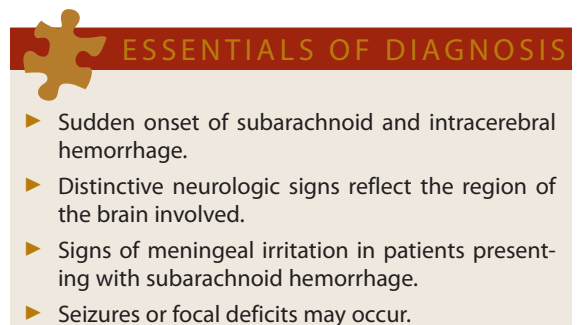 ESSENTIALS OF DIAGNOSIS
► Sudden onset of subarachnoid and intracerebral
hemorrhage.
► Distinctive neurologic signs reflect the region of
the brain involved.
► Signs of meningeal irritation in patients present-
ing with subarachnoid hemorrhage.
► Seizures or focal deficits may occur.